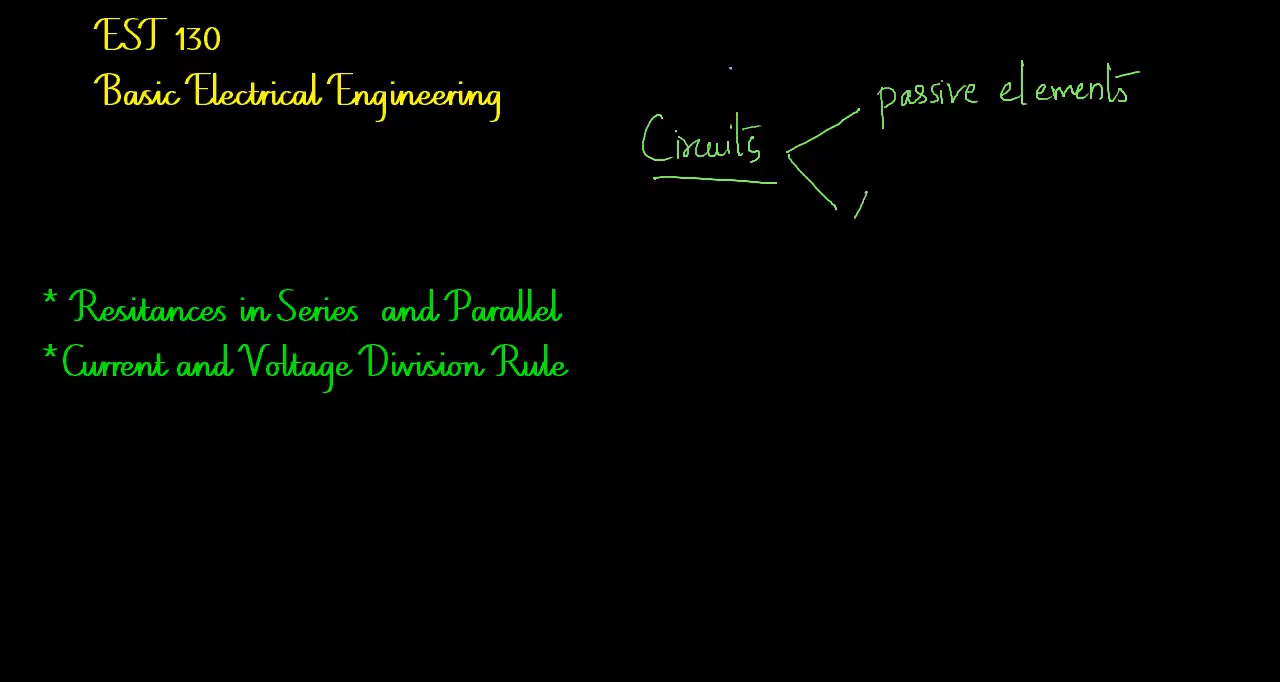 EST 130
Basic Electrical Engineering
Circuits
passive elements
* Resitances in Series and Parallel
*Current and Voltage Division Rule